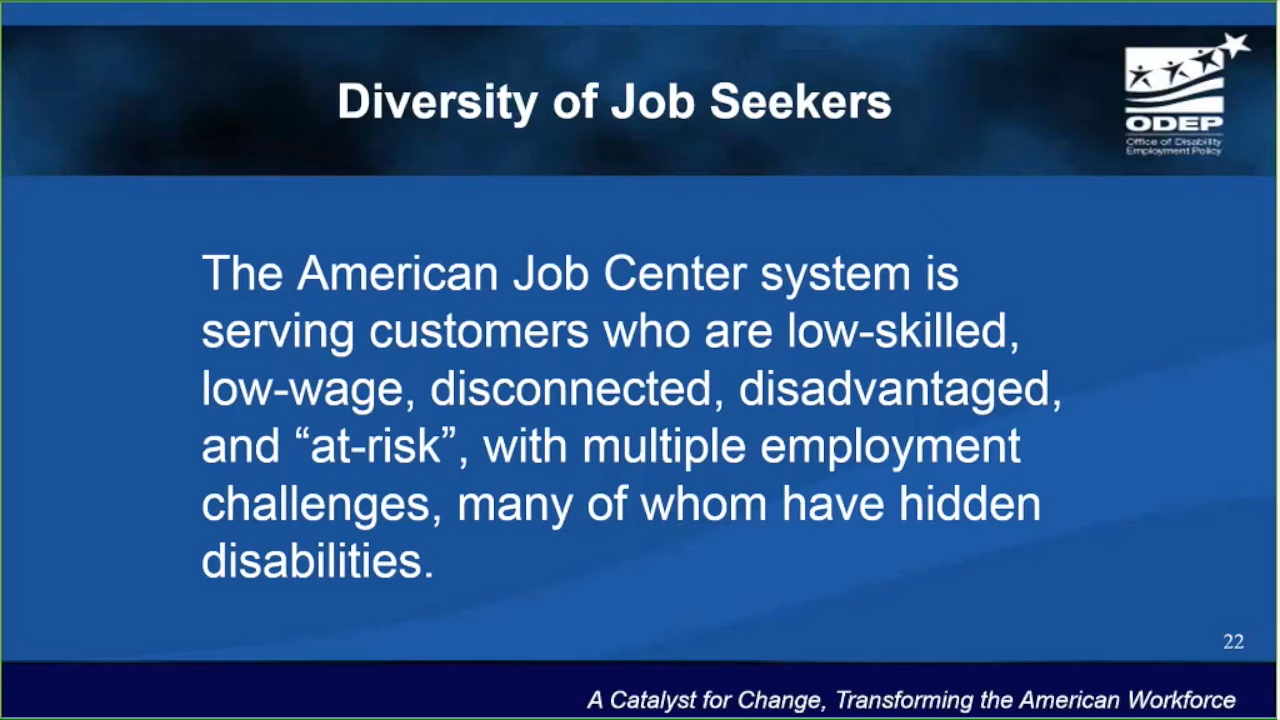 Diversity of Job Seekers
ODEP
Office of Disability
Employment Policy
The American Job Center system is
serving customers who are low-skilled,
low-wage, disconnected, disadvantaged,
and “at-risk”, with multiple employment
challenges, many of whom have hidden
disabilities.
22
A Catalyst for Change, Transforming the American Workforce